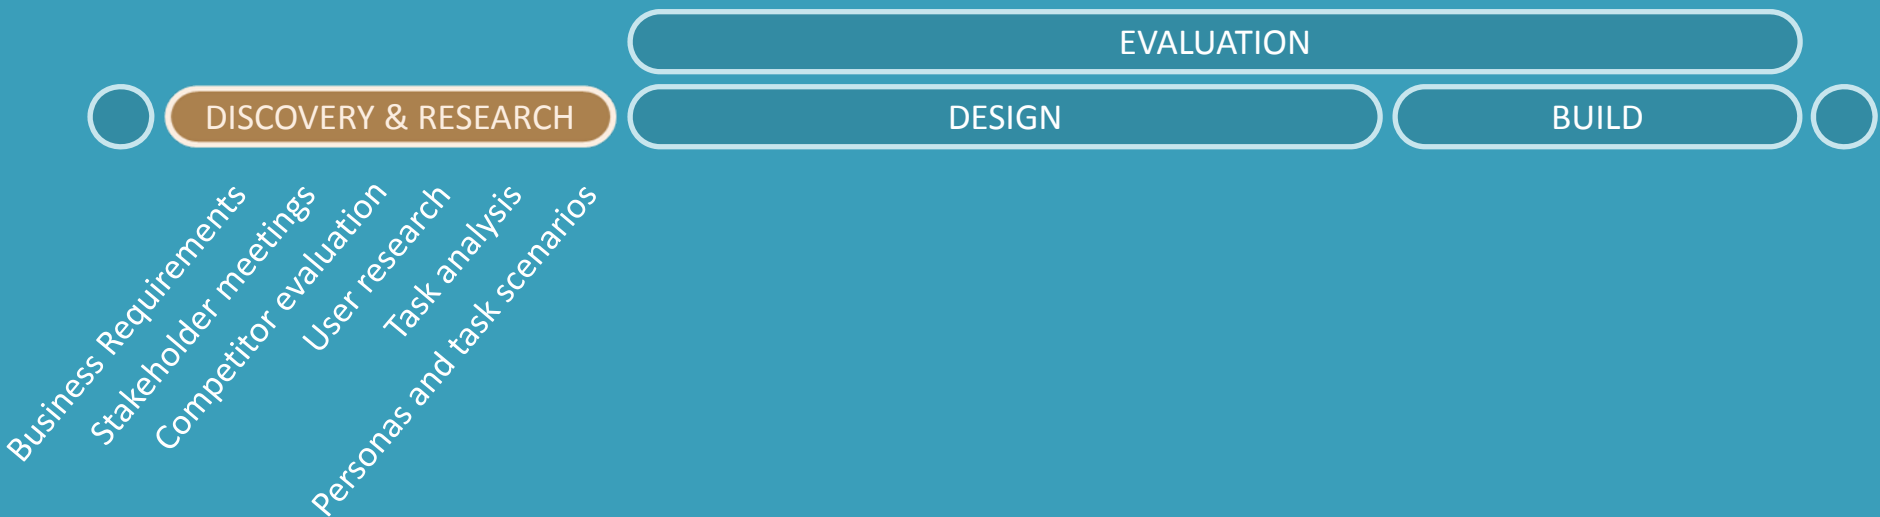 EVALUATION
DISCOVERY & RESEARCH
DESIGN
BUILD
Business Requirements
Stakeholder meetings
Competitor evaluation
User research
Task analysis
Personas and task scenarios